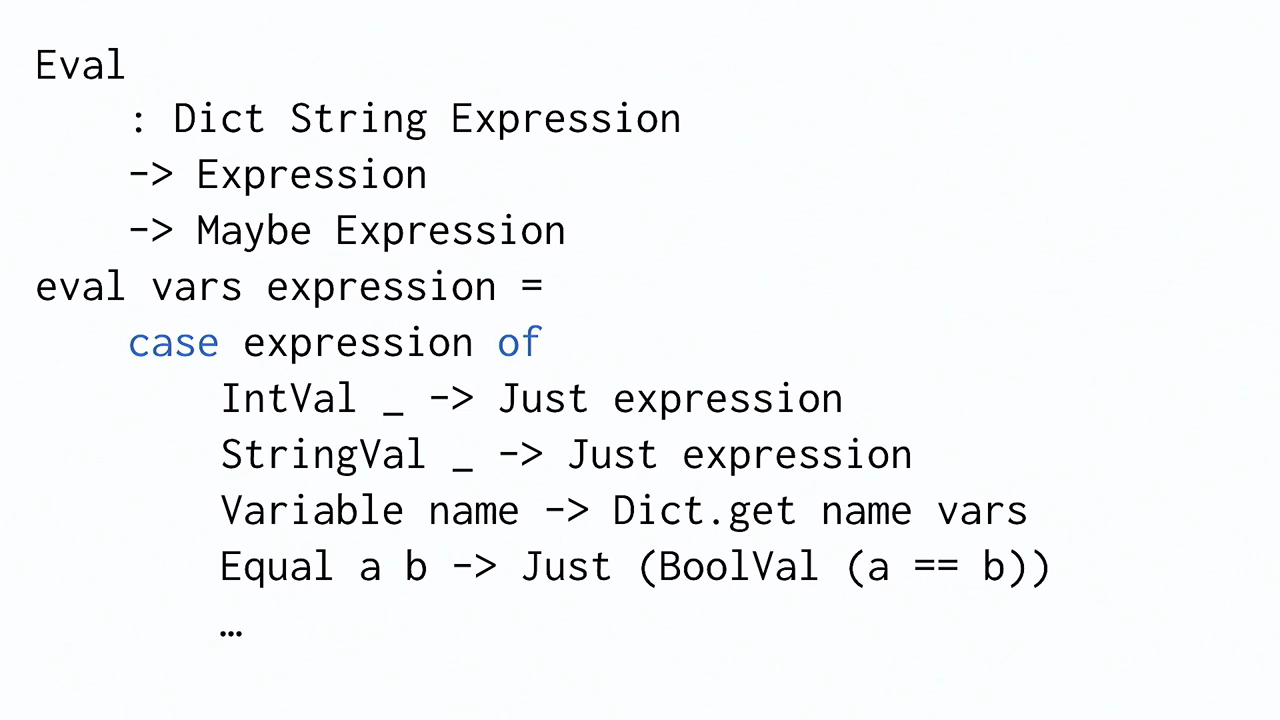 Eval
    : Dict String Expression
    -> Expression
    -> Maybe Expression
eval vars expression =
    case expression of
        IntVal _ -> Just expression
        StringVal _ -> Just expression
        Variable name -> Dict.get name vars
        Equal a b -> Just (BoolVal (a == b))
        …